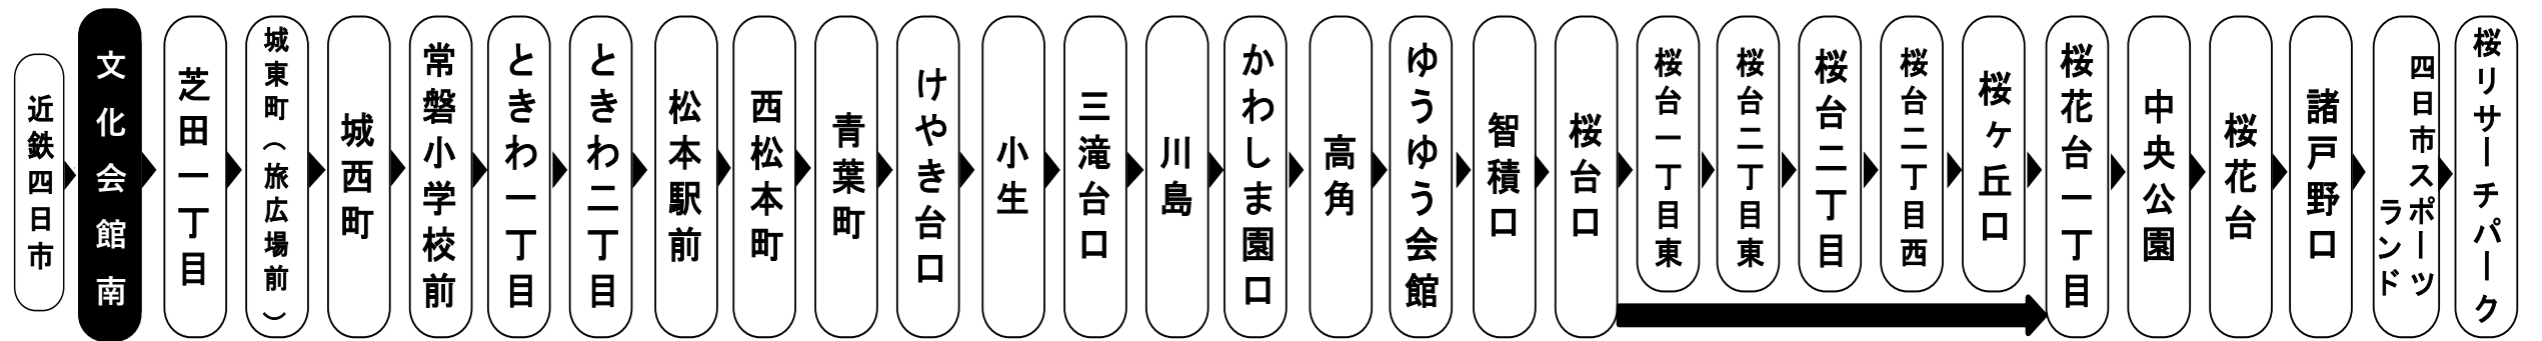 近鉄四日市
文化会館南
芝田一丁目
城東町（旅広場前）
城西町
常磐小学校前
ときわ一丁目
ときわ二丁目
松本駅前
西松本町
青葉町
けやき台口
小生
三滝台口
川島
かわしま園口
高角
ゆうゆう会館
智積口
桜台口
桜台一丁目東
桜台二丁目東
桜台二丁目
桜台二丁目西
桜ヶ丘口
桜花台一丁目
中央公園
桜花台
諸戸野口
四日市スポーツ
ランド
桜リサーチパーク